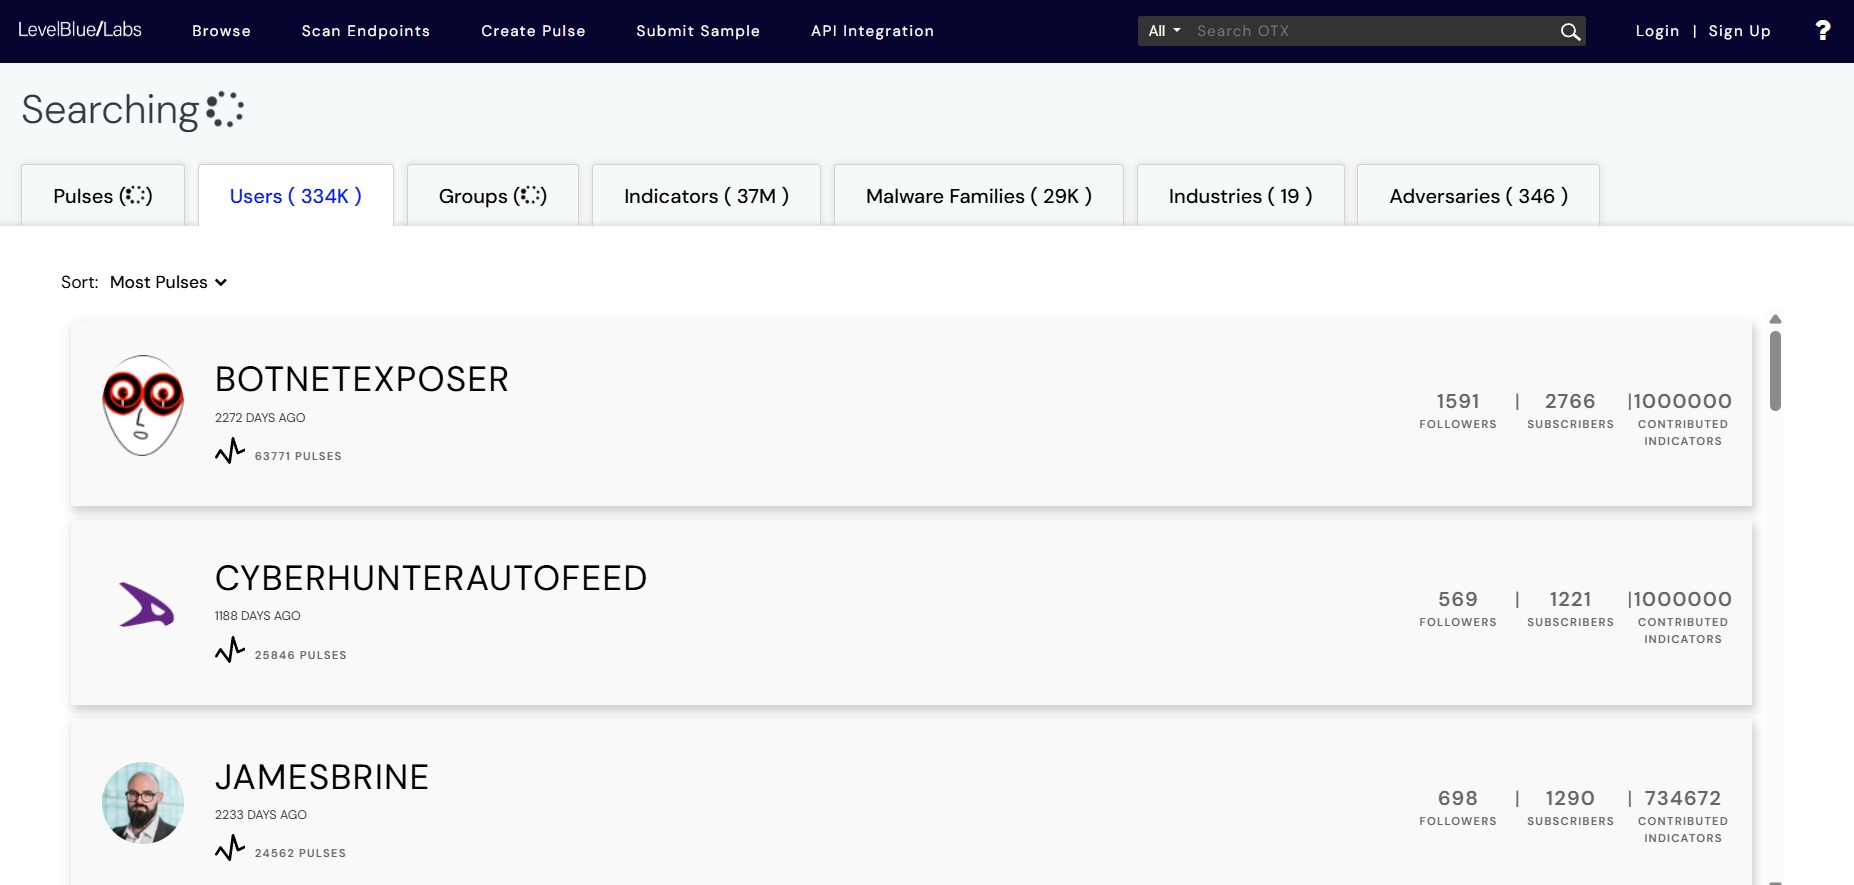 LevelBlue/Labs Browse Scan Endpoints Create Pulse Submit Sample API Integration All Search OTX Login | Sign Up ?
Searching
Pulses ( ) Users ( 334K ) Groups ( ) Indicators ( 37M ) Malware Families ( 29K ) Industries ( 19 ) Adversaries ( 346 )
Sort: Most Pulses
BOTNETEXPOSER
2272 DAYS AGO
63771 PULSES
1591 | 2766 |1000000
FOLLOWERS SUBSCRIBERS CONTRIBUTED
INDICATORS
CYBERHUNTERAUTOFEED
1188 DAYS AGO
25846 PULSES
569 | 1221 |1000000
FOLLOWERS SUBSCRIBERS CONTRIBUTED
INDICATORS
JAMESBRINE
2233 DAYS AGO
24562 PULSES
698 | 1290 | 734672
FOLLOWERS SUBSCRIBERS CONTRIBUTED
INDICATORS